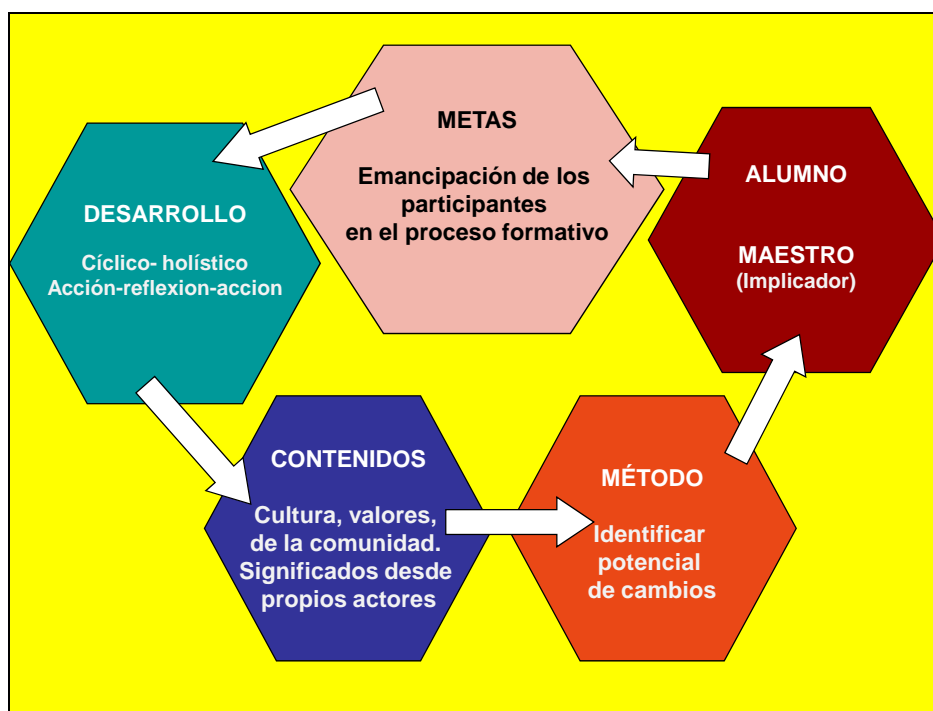 METAS
Emancipación de los
participantes
en el proceso formativo
DESARROLLO
Cíclico- holístico
Acción-reflexion-accion
CONTENIDOS
Cultura, valores,
de la comunidad.
Significados desde
propios actores
MÉTODO
Identificar
potencial
de cambios
ALUMNO
MAESTRO
(Implicador)